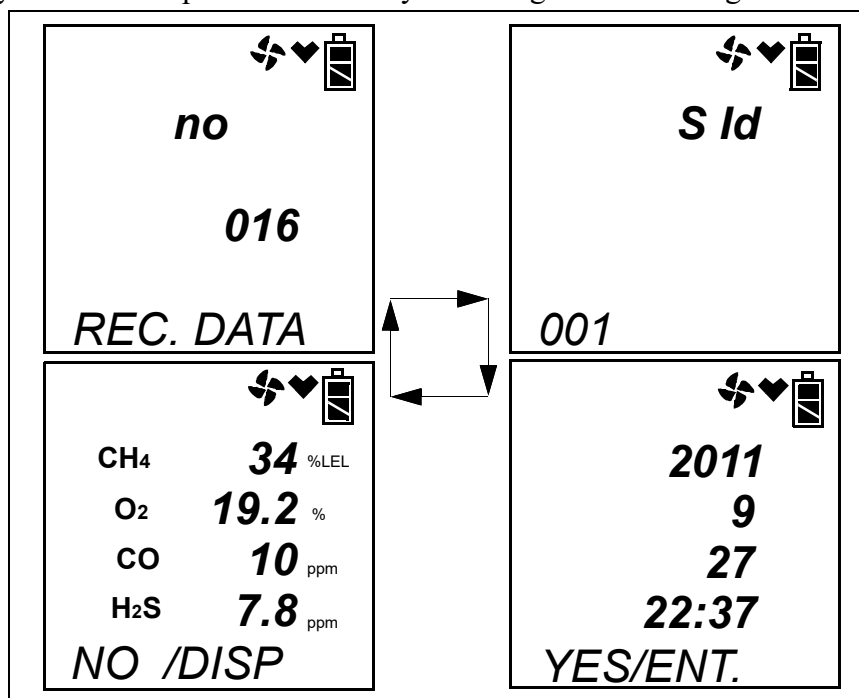 no
016
REC. DATA
S Id
001
CH4 34 %LEL
O2 19.2 %
CO 10 ppm
H2S 7.8 ppm
NO /DISP
2011
9
27
22:37
YES/ENT.